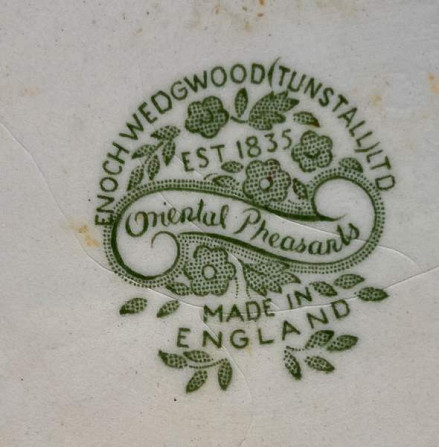 ENOCH WEDGWOOD (TUNSTALL) LTD
EST 1835
Oriental Pheasants
MADE IN
ENGLAND